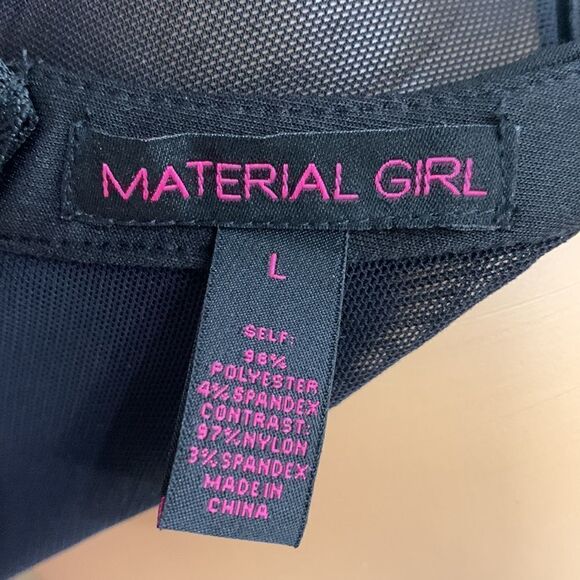 MATERIAL GIRL
L
SELF:
96%
POLYESTER
4% SPANDEX
CONTRAST:
97% NYLON
3% SPANDEX
MADE IN
CHINA